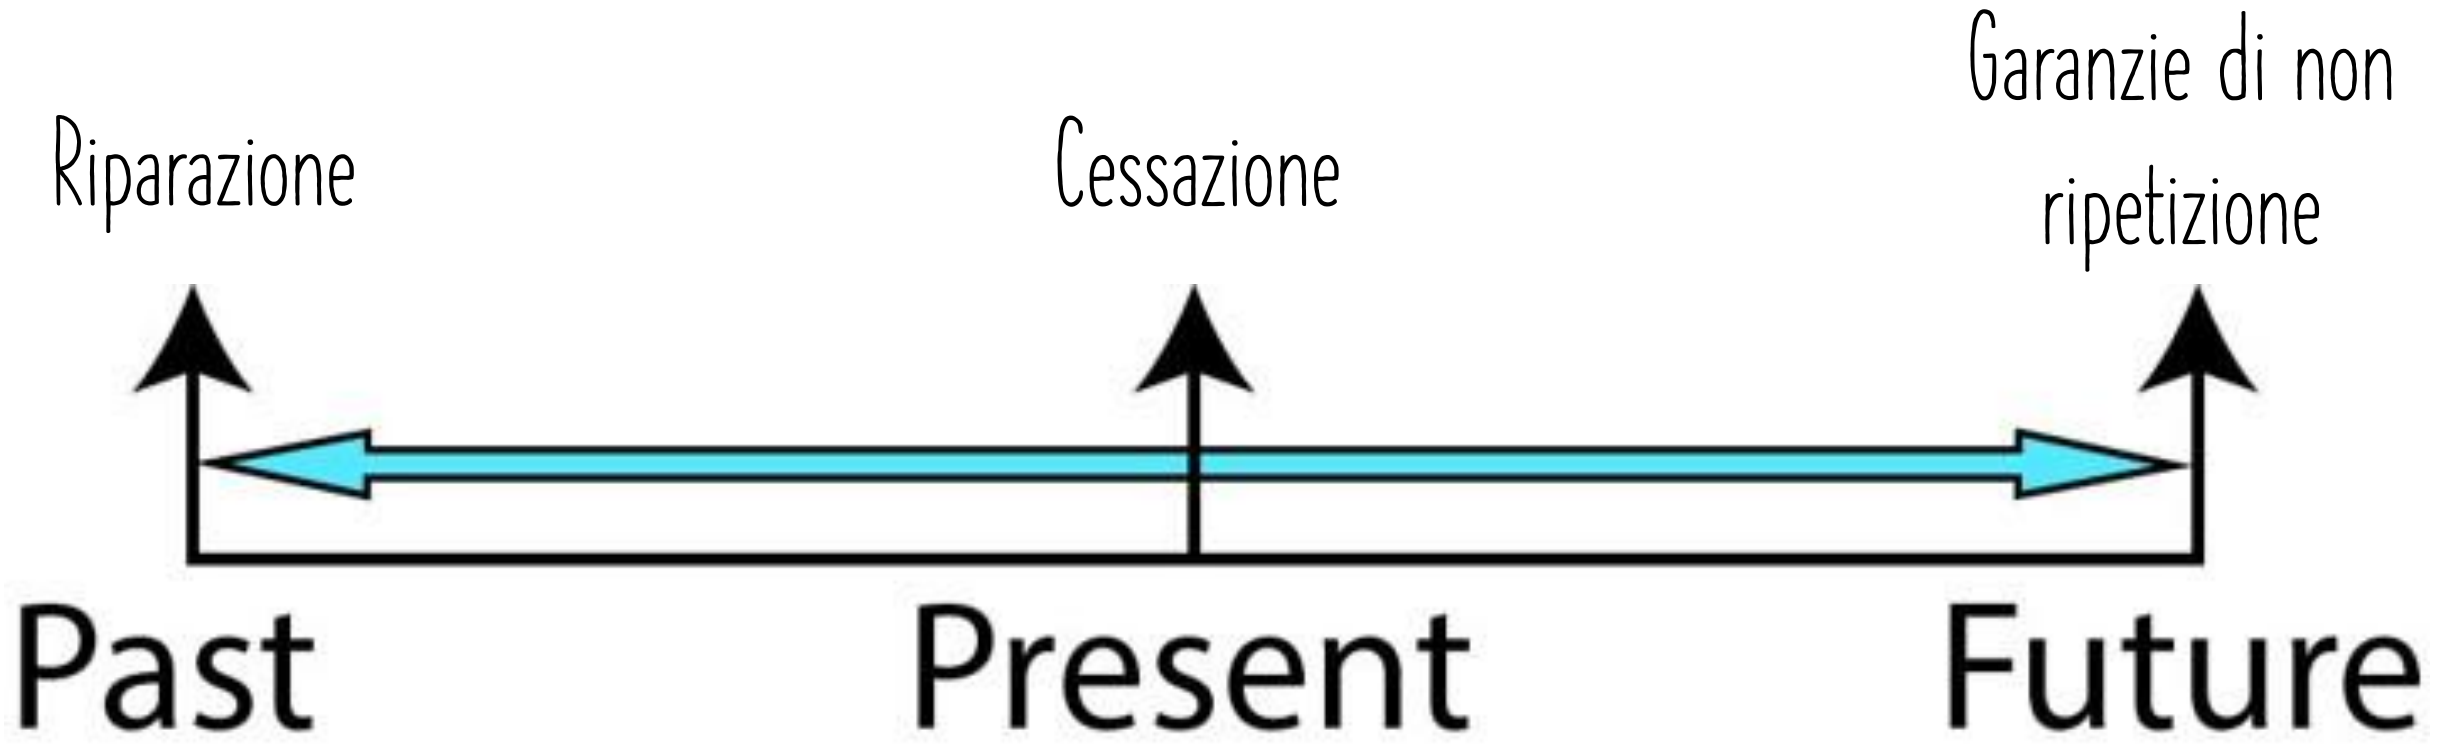 Riparazione
Cessazione
Garanzie di non
ripetizione
Past
Present
Future